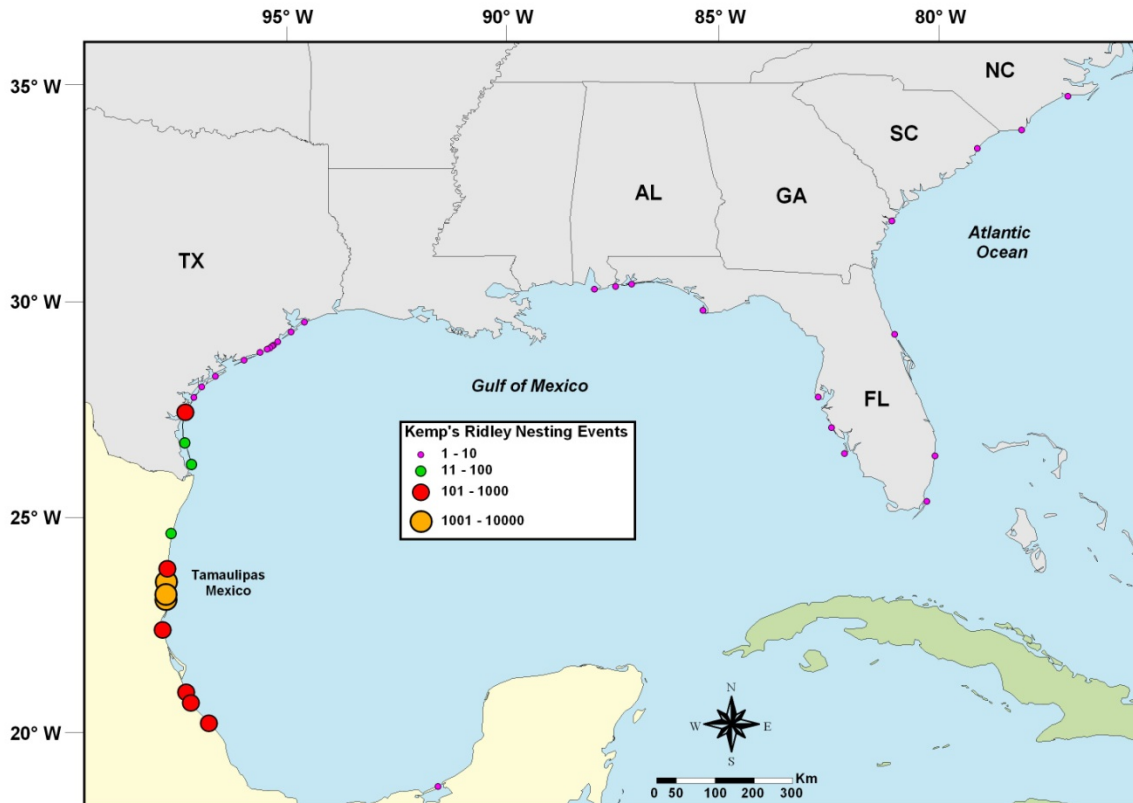 95° W
90° W
85° W
80° W
35° W
NC
SC
AL
GA
Atlantic
Ocean
TX
30° W
Gulf of Mexico
FL
Kemp's Ridley Nesting Events
1 - 10
11 - 100
101 - 1000
1001 - 10000
25° W
Tamaulipas
Mexico
N
W
E
S
20° W
Km
0 50 100 200 300